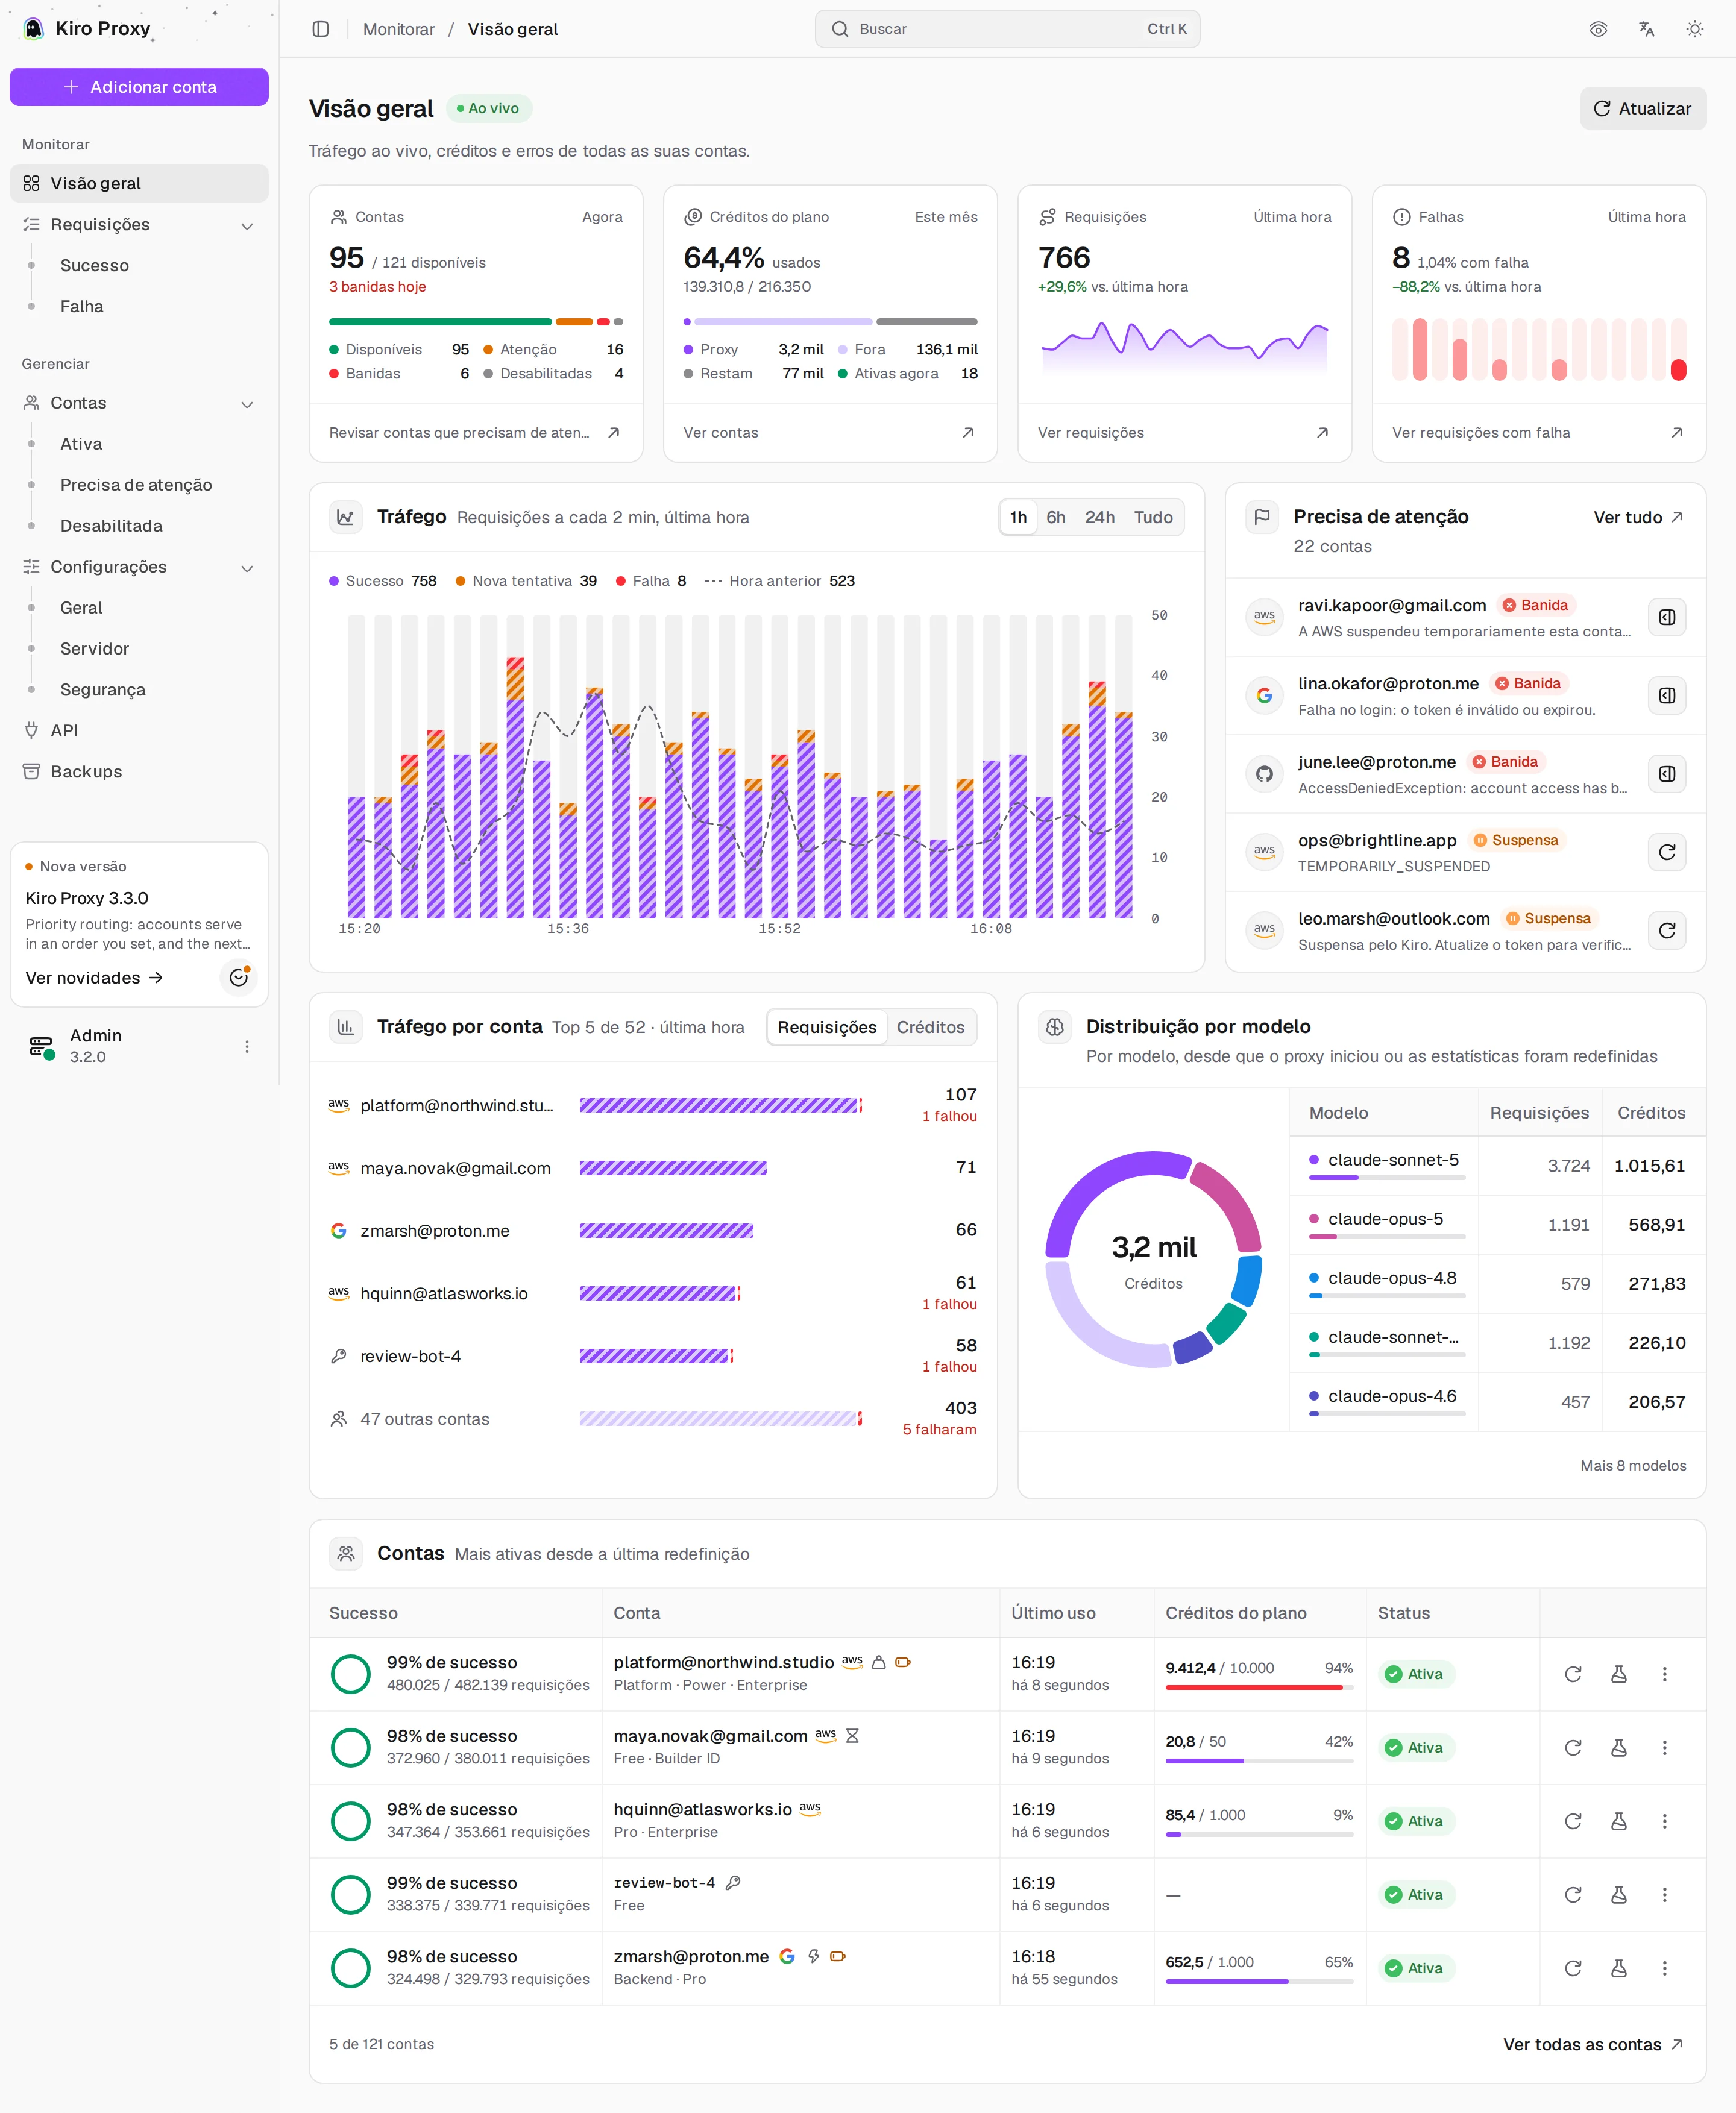 Kiro Proxy
Adicionar conta
Monitorar
Visão geral
Requisições
Sucesso
Falha
Gerenciar
Contas
Ativa
Precisa de atenção
Desabilitada
Configurações
Geral
Servidor
Segurança
API
Backups
Nova versão
Kiro Proxy 3.3.0
Priority routing: accounts serve
in an order you set, and the next…
Ver novidades
Admin
3.2.0
Monitorar / Visão geral
Buscar Ctrl K
Visão geral Ao vivo
Atualizar
Tráfego ao vivo, créditos e erros de todas as suas contas.
Contas Agora
95 / 121 disponíveis
3 banidas hoje
Disponíveis 95 Atenção 16
Banidas 6 Desabilitadas 4
Revisar contas que precisam de aten…
Créditos do plano Este mês
64,4% usados
139.310,8 / 216.350
Proxy 3,2 mil Fora 136,1 mil
Restam 77 mil Ativas agora 18
Ver contas
Requisições Última hora
766
+29,6% vs. última hora
Ver requisições
Falhas Última hora
8 1,04% com falha
−88,2% vs. última hora
Ver requisições com falha
Tráfego Requisições a cada 2 min, última hora
1h 6h 24h Tudo
Sucesso 758 Nova tentativa 39 Falha 8 Hora anterior 523
50
40
30
20
10
0
15:20 15:36 15:52 16:08
Precisa de atenção Ver tudo
22 contas
aws ravi.kapoor@gmail.com Banida
A AWS suspendeu temporariamente esta conta…
lina.okafor@proton.me Banida
Falha no login: o token é inválido ou expirou.
june.lee@proton.me Banida
AccessDeniedException: account access has b…
aws ops@brightline.app Suspensa
TEMPORARILY_SUSPENDED
aws leo.marsh@outlook.com Suspensa
Suspensa pelo Kiro. Atualize o token para verific…
Tráfego por conta Top 5 de 52 · última hora
Requisições Créditos
aws platform@northwind.stu… 107
1 falhou
aws maya.novak@gmail.com 71
zmarsh@proton.me 66
aws hquinn@atlasworks.io 61
1 falhou
review-bot-4 58
1 falhou
47 outras contas 403
5 falharam
Distribuição por modelo
Por modelo, desde que o proxy iniciou ou as estatísticas foram redefinidas
3,2 mil
Créditos
Modelo Requisições Créditos
claude-sonnet-5 3.724 1.015,61
claude-opus-5 1.191 568,91
claude-opus-4.8 579 271,83
claude-sonnet-… 1.192 226,10
claude-opus-4.6 457 206,57
Mais 8 modelos
Contas Mais ativas desde a última redefinição
Sucesso Conta Último uso Créditos do plano Status
99% de sucesso platform@northwind.studio aws 16:19 9.412,4 / 10.000 94% Ativa
480.025 / 482.139 requisições Platform · Power · Enterprise há 8 segundos
98% de sucesso maya.novak@gmail.com aws 16:19 20,8 / 50 42% Ativa
372.960 / 380.011 requisições Free · Builder ID há 9 segundos
98% de sucesso hquinn@atlasworks.io aws 16:19 85,4 / 1.000 9% Ativa
347.364 / 353.661 requisições Pro · Enterprise há 6 segundos
99% de sucesso review-bot-4 16:19 — Ativa
338.375 / 339.771 requisições Free há 6 segundos
98% de sucesso zmarsh@proton.me 16:18 652,5 / 1.000 65% Ativa
324.498 / 329.793 requisições Backend · Pro há 55 segundos
5 de 121 contas Ver todas as contas